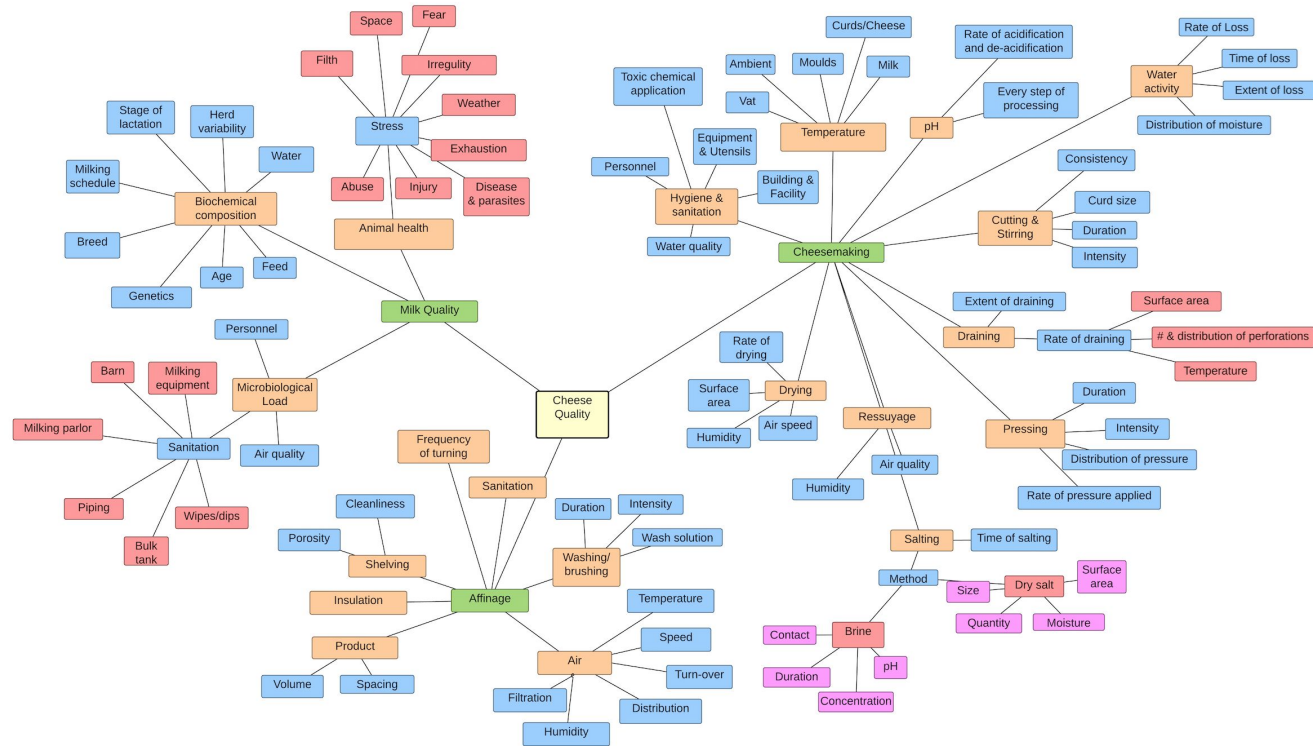 Space
Fear
Filth
Irregulity
Weather
Stress
Exhaustion
Abuse
Injury
Disease
& parasites
Animal health
Stage of
lactation
Herd
variability
Water
Milking
schedule
Biochemical
composition
Breed
Age
Feed
Genetics
Milk Quality
Personnel
Barn
Milking
equipment
Microbiological
Load
Milking parlor
Sanitation
Air quality
Piping
Wipes/dips
Bulk
tank
Cheese
Quality
Curds/Cheese
Ambient
Moulds
Milk
Vat
Temperature
Toxic chemical
application
Equipment
& Utensils
Personnel
Building &
Facility
Hygiene &
sanitation
Water quality
Rate of acidification
and de-acidification
Every step of
processing
pH
Rate of Loss
Time of loss
Water
activity
Extent of loss
Distribution of moisture
Consistency
Curd size
Cutting &
Stirring
Duration
Intensity
Cheesemaking
Extent of draining
Surface area
Draining
Rate of draining
# & distribution of perforations
Temperature
Rate of
drying
Surface
area
Drying
Humidity
Air speed
Ressuyage
Air quality
Humidity
Duration
Pressing
Intensity
Distribution of pressure
Rate of pressure applied
Salting
Time of salting
Method
Size
Dry salt
Surface
area
Quantity
Moisture
Contact
Brine
pH
Duration
Concentration
Frequency
of turning
Sanitation
Cleanliness
Porosity
Shelving
Duration
Intensity
Wash solution
Washing/
brushing
Insulation
Affinage
Product
Volume
Spacing
Temperature
Speed
Air
Turn-over
Filtration
Distribution
Humidity